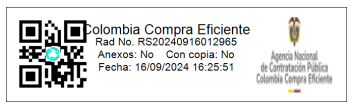 Colombia Compra Eficiente
Rad No. RS20240916012965
Anexos: No Con copia: No
Fecha: 16/09/2024 16:25:51
Agencia Nacional
de Contratación Pública
Colombia Compra Eficiente